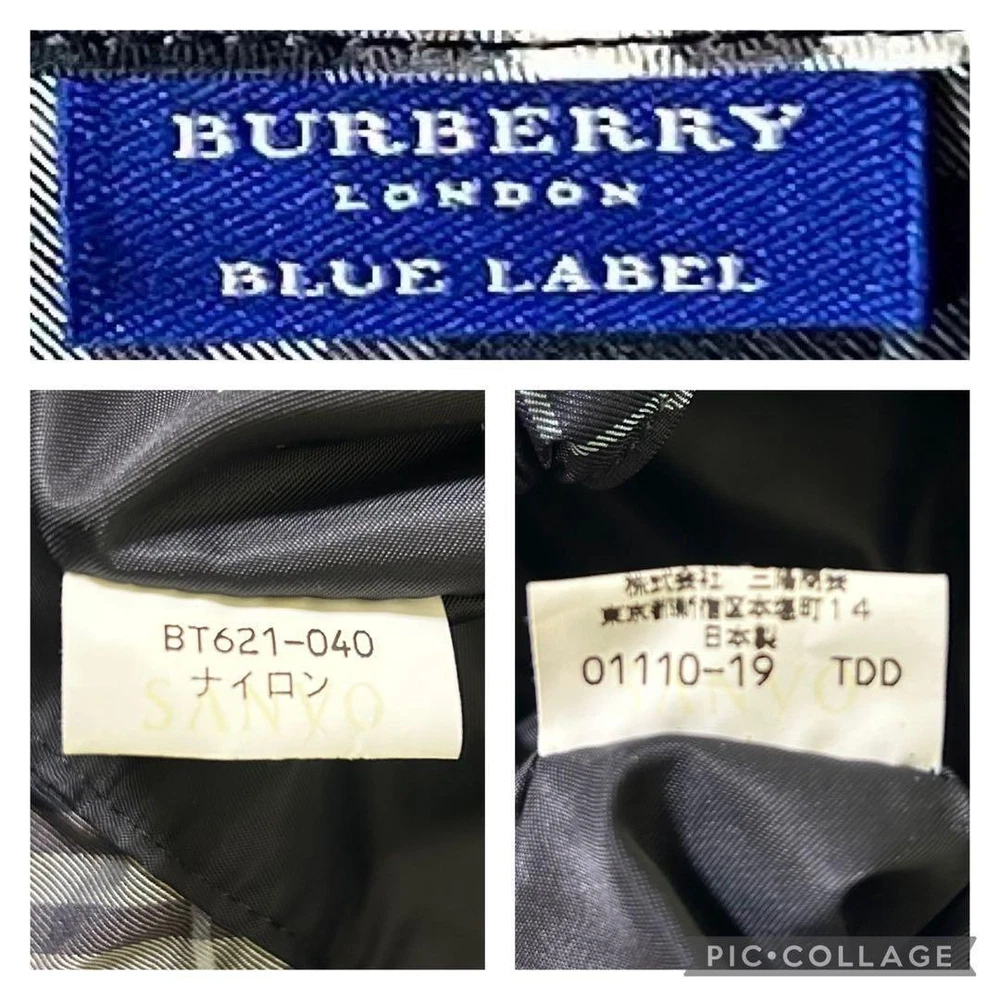 BURBERRY
LONDON
BLUE LABEL
BT621-040
ナイロン
SANYO
株式会社 三陽商会
東京都新宿区本塩町14
日本製
01110-19 TDD
SANYO
PIC•COLLAGE